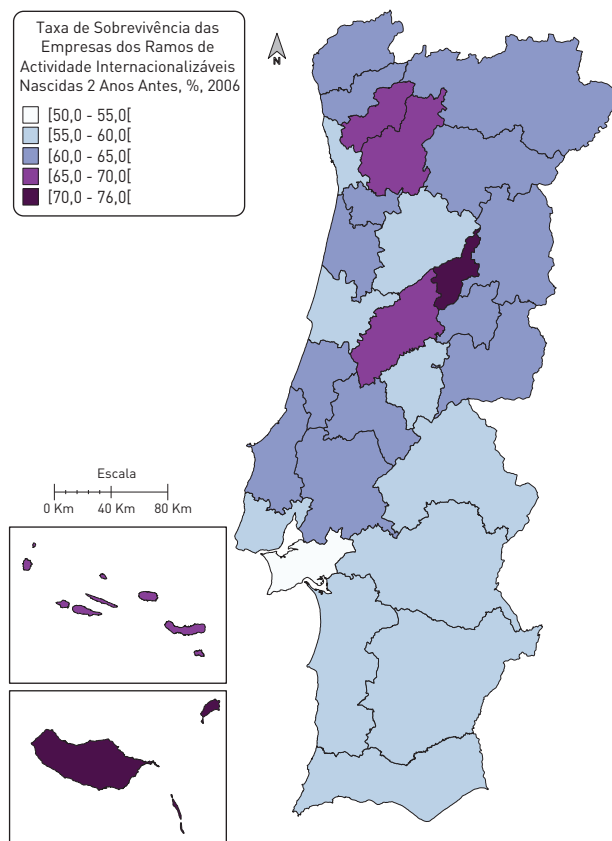 Taxa de Sobrevivência das
Empresas dos Ramos de
Actividade Internacionalizáveis
Nascidas 2 Anos Antes, %, 2006
[50,0 - 55,0[
[55,0 - 60,0[
[60,0 - 65,0[
[65,0 - 70,0[
[70,0 - 76,0[
N
Escala
0 Km 40 Km 80 Km